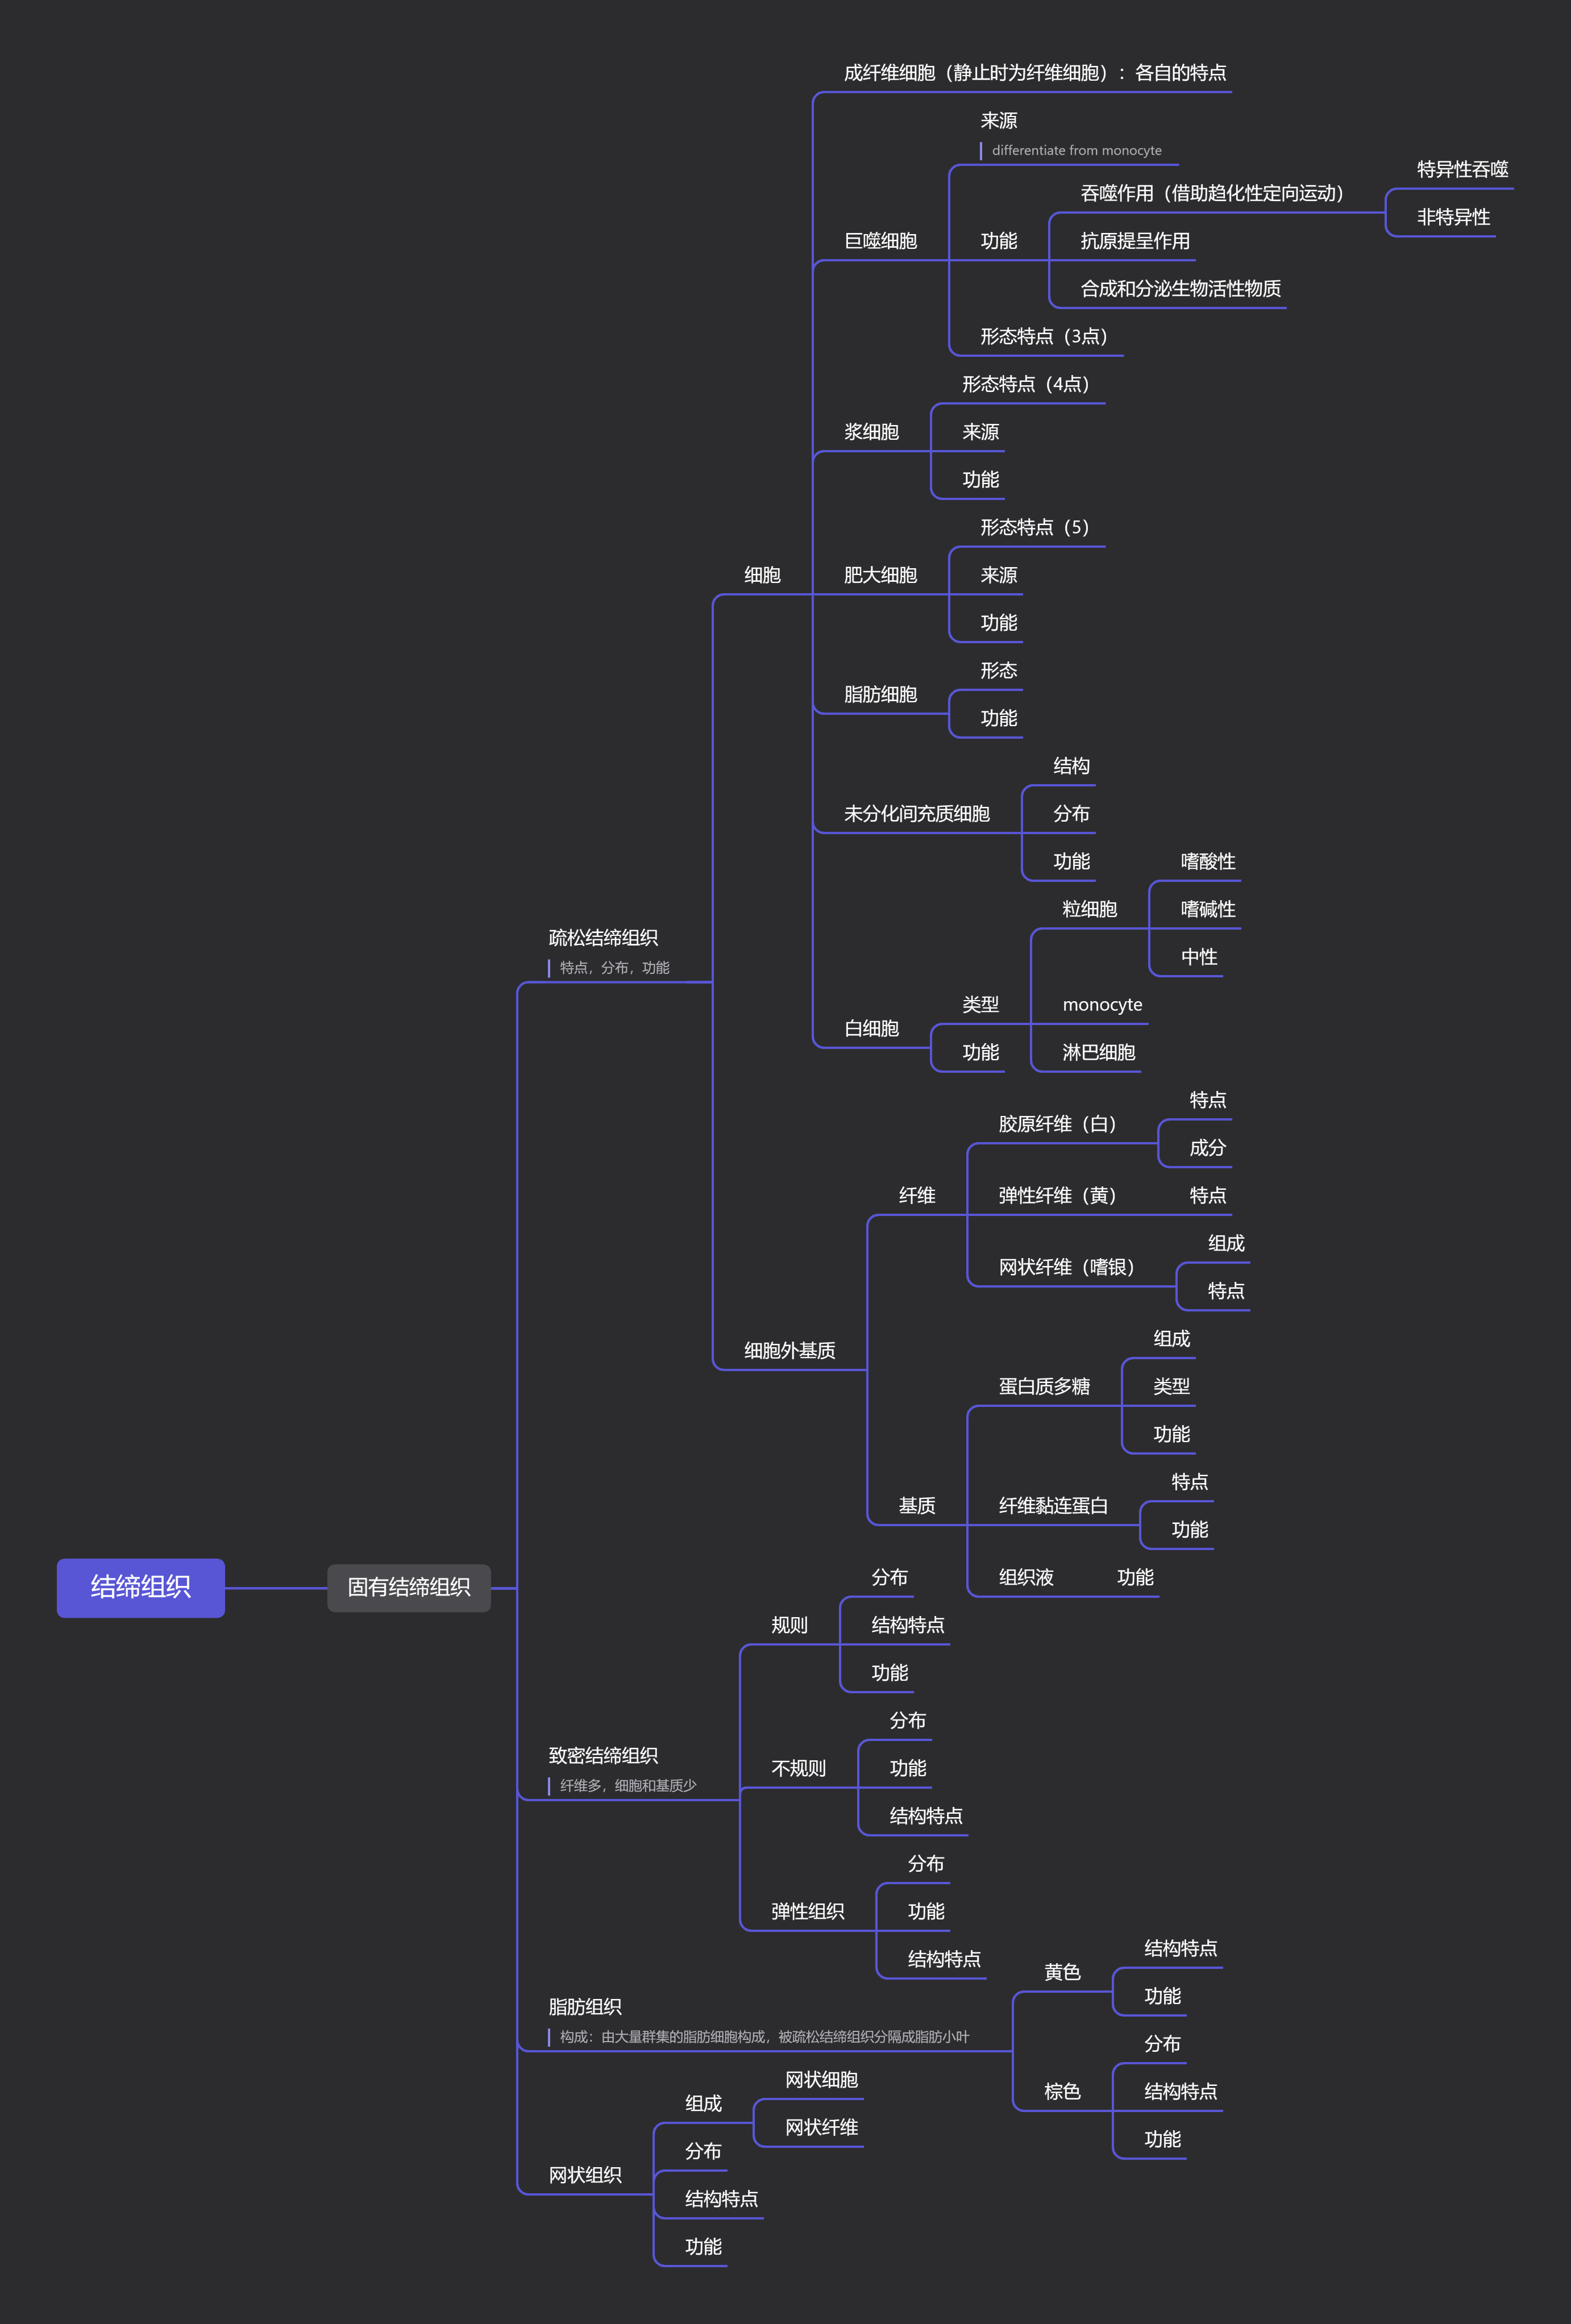 结缔组织
固有结缔组织
疏松结缔组织
特点，分布，功能
细胞
成纤维细胞（静止时为纤维细胞）：各自的特点
巨噬细胞
来源
differentiate from monocyte
功能
吞噬作用（借助趋化性定向运动）
特异性吞噬
非特异性
抗原提呈作用
合成和分泌生物活性物质
形态特点（3点）
浆细胞
形态特点（4点）
来源
功能
肥大细胞
形态特点（5）
来源
功能
脂肪细胞
形态
功能
未分化间充质细胞
结构
分布
功能
白细胞
类型
粒细胞
嗜酸性
嗜碱性
中性
monocyte
淋巴细胞
功能
细胞外基质
纤维
胶原纤维（白）
特点
成分
弹性纤维（黄）
特点
网状纤维（嗜银）
组成
特点
基质
蛋白质多糖
组成
类型
功能
纤维黏连蛋白
特点
功能
组织液
功能
致密结缔组织
纤维多，细胞和基质少
规则
分布
结构特点
功能
不规则
分布
功能
结构特点
弹性组织
分布
功能
结构特点
脂肪组织
构成：由大量群集的脂肪细胞构成，被疏松结缔组织分隔成脂肪小叶
黄色
结构特点
功能
棕色
分布
结构特点
功能
网状组织
组成
网状细胞
网状纤维
分布
结构特点
功能